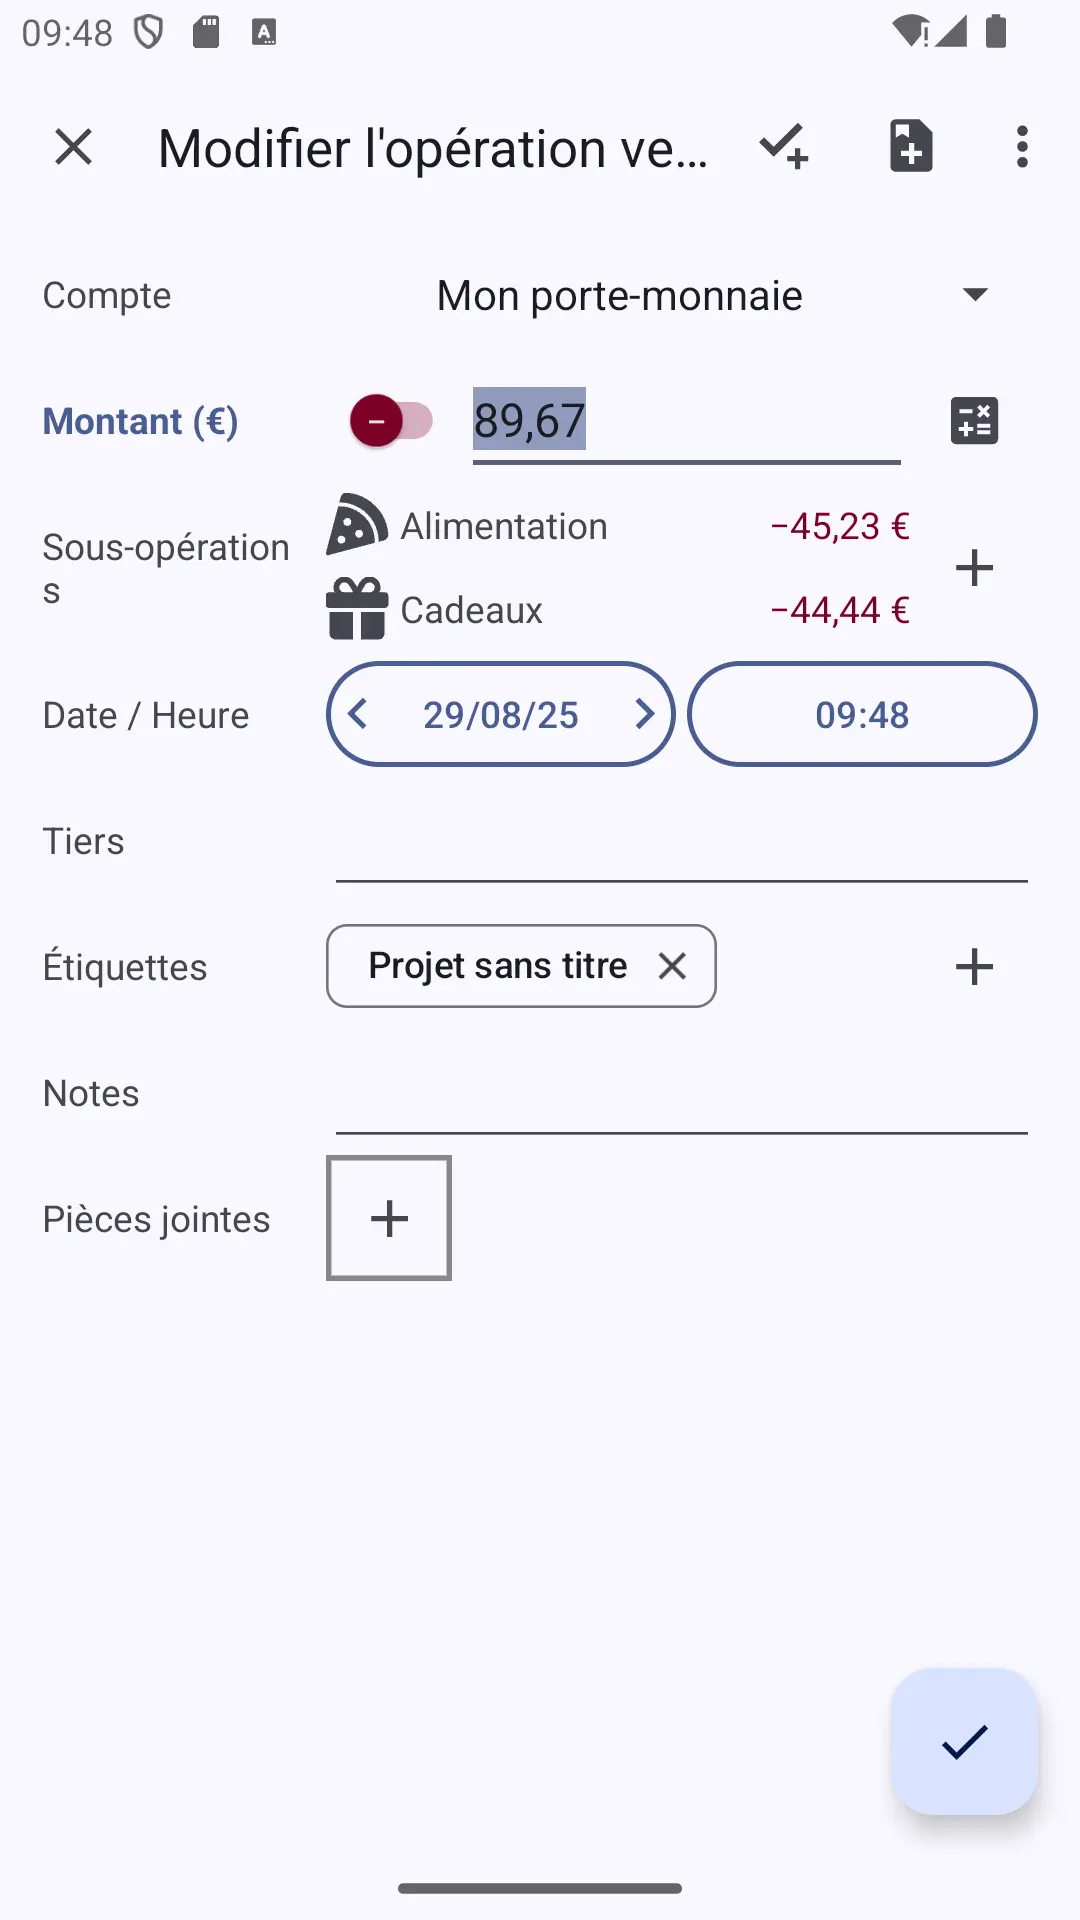 09:48
Modifier l'opération ve…
Compte
Mon porte-monnaie
Montant (€)
89,67
Sous-opération
s
Alimentation
−45,23 €
Cadeaux
−44,44 €
Date / Heure
29/08/25
09:48
Tiers
Étiquettes
Projet sans titre
Notes
Pièces jointes